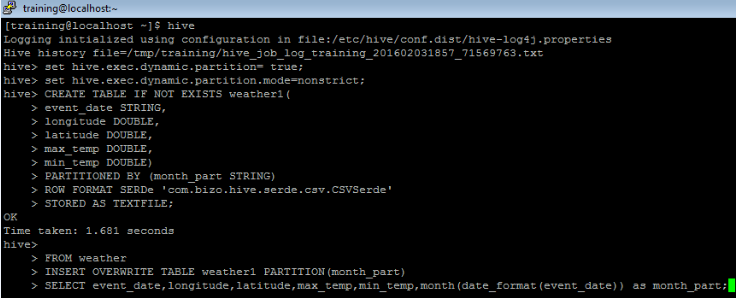 training@localhost:~
[training@localhost ~]$ hive
Logging initialized using configuration in file:/etc/hive/conf.dist/hive-log4j.properties
Hive history file=/tmp/training/hive_job_log_training_201602031857_71569763.txt
hive> set hive.exec.dynamic.partition= true;
hive> set hive.exec.dynamic.partition.mode=nonstrict;
hive> CREATE TABLE IF NOT EXISTS weather1(
    > event_date STRING,
    > longitude DOUBLE,
    > latitude DOUBLE,
    > max_temp DOUBLE,
    > min_temp DOUBLE)
    > PARTITIONED BY (month_part STRING)
    > ROW FORMAT SERDe 'com.bizo.hive.serde.csv.CSVSerde'
    > STORED AS TEXTFILE;
OK
Time taken: 1.681 seconds
hive>
    > FROM weather
    > INSERT OVERWRITE TABLE weather1 PARTITION(month_part)
    > SELECT event_date,longitude,latitude,max_temp,min_temp,month(date_format(event_date)) as month_part;